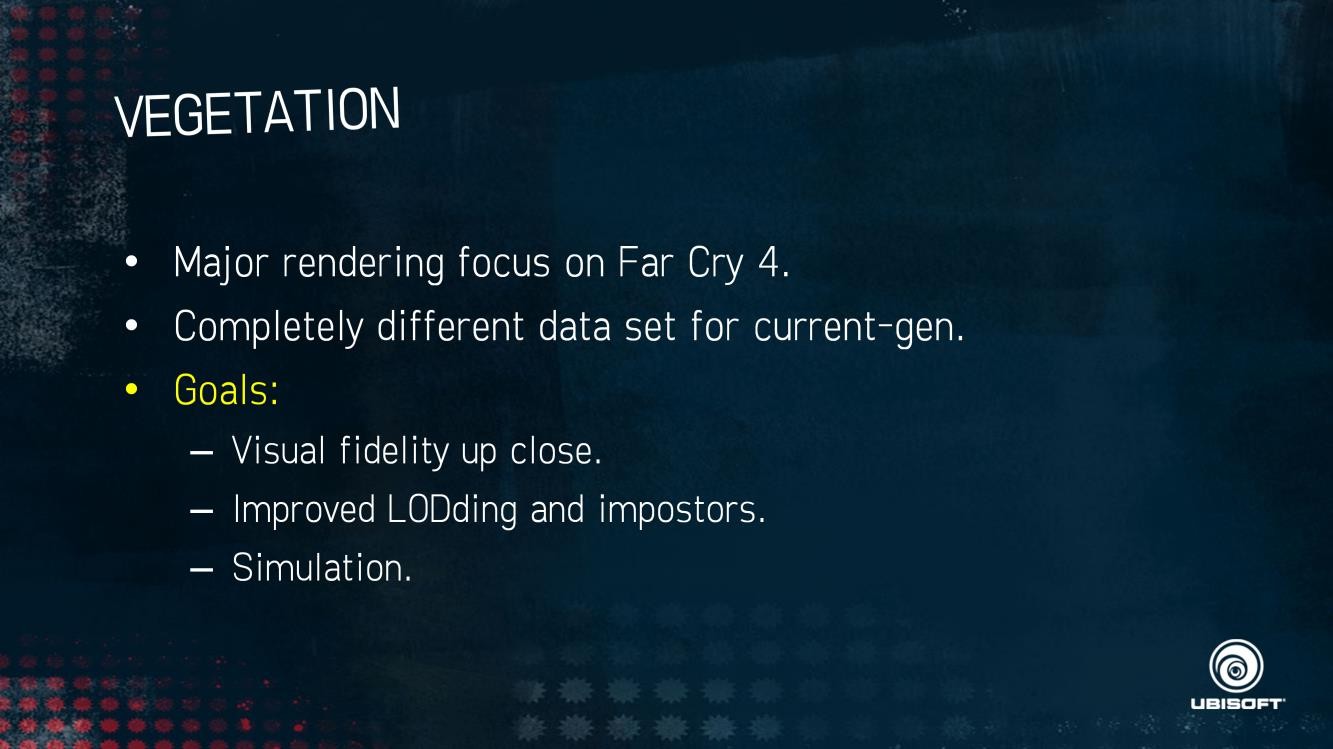 VEGETATION
• Major rendering focus on Far Cry 4.
• Completely different data set for current-gen.
• Goals:
– Visual fidelity up close.
– Improved LODding and impostors.
– Simulation.
UBISOFT